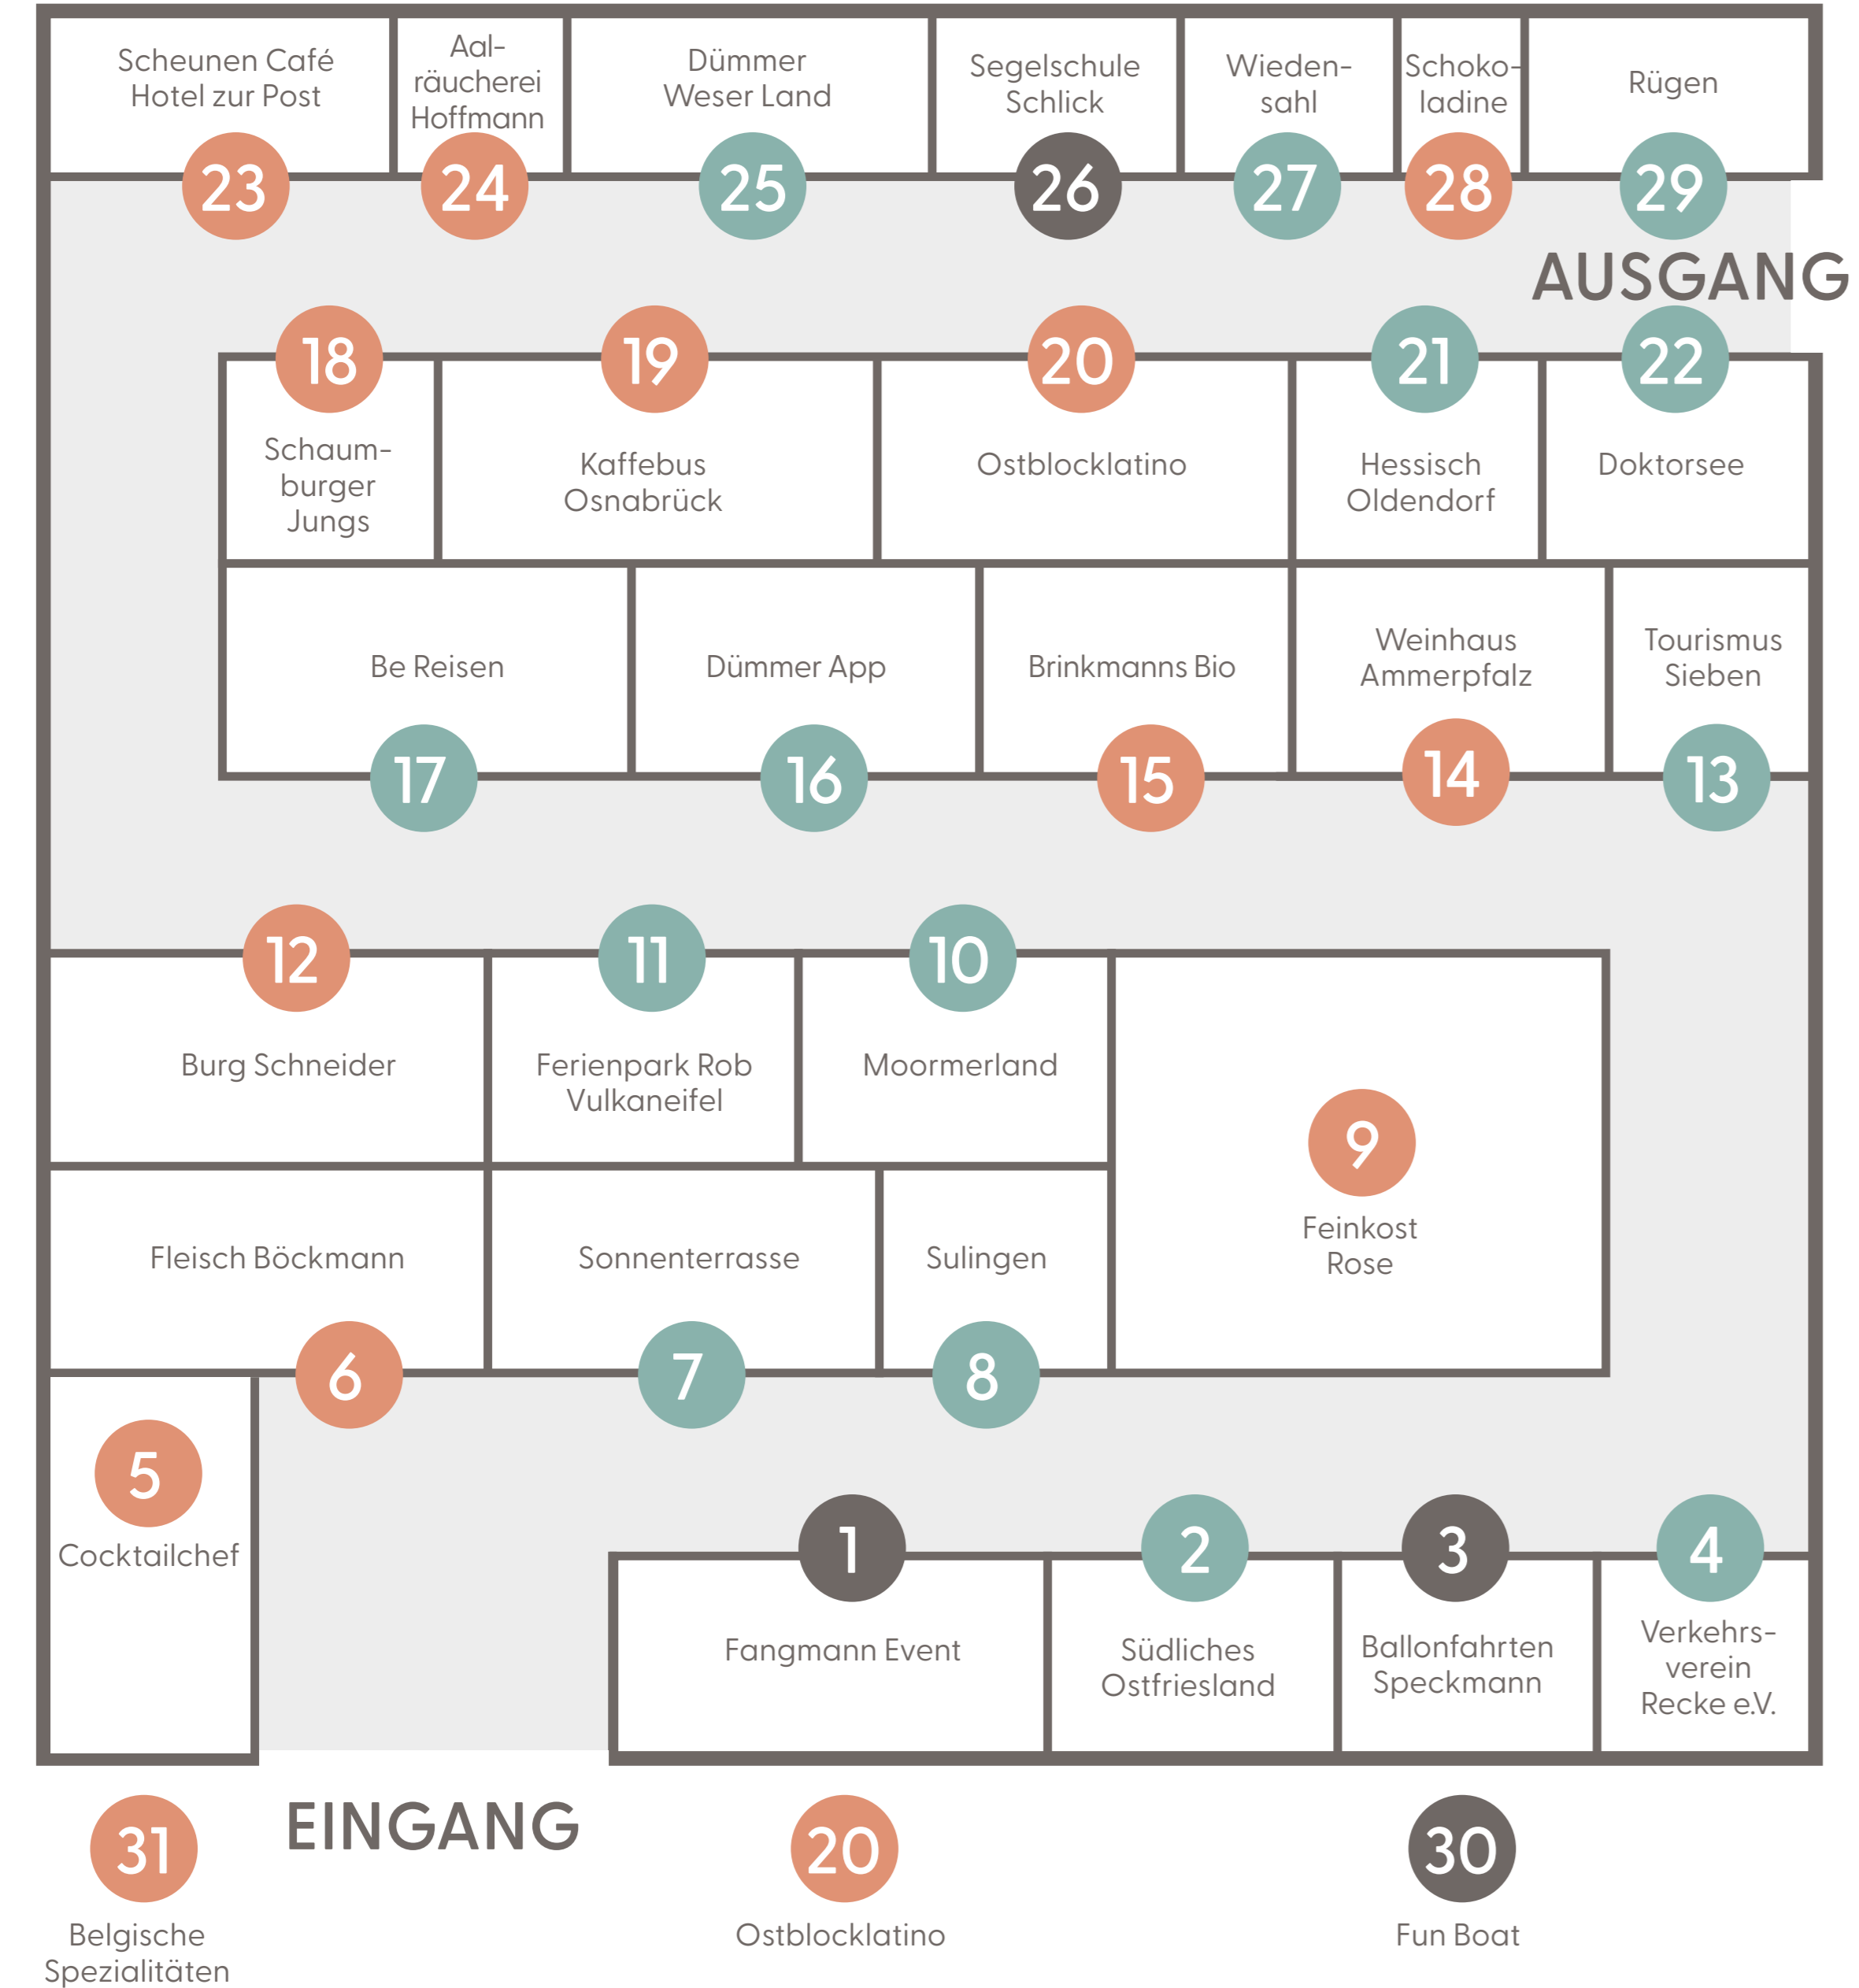 Scheunen Café
Hotel zur Post
23
Aal-
räucherei
Hoffmann
24
Dümmer
Weser Land
25
Segelschule
Schlick
26
Wieden-
sahl
27
Schoko-
ladine
28
Rügen
29
AUSGANG
18
Schaum-
burger
Jungs
19
Kaffebus
Osnabrück
20
Ostblocklatino
21
Hessisch
Oldendorf
22
Doktorsee
Be Reisen
17
Dümmer App
16
Brinkmanns Bio
15
Weinhaus
Ammerpfalz
14
Tourismus
Sieben
13
12
Burg Schneider
11
Ferienpark Rob
Vulkaneifel
10
Moormerland
9
Feinkost
Rose
Fleisch Böckmann
6
Sonnenterrasse
7
Sulingen
8
5
Cocktailchef
1
Fangmann Event
2
Südliches
Ostfriesland
3
Ballonfahrten
Speckmann
4
Verkehrs-
verein
Recke e.V.
31
Belgische
Spezialitäten
EINGANG
20
Ostblocklatino
30
Fun Boat